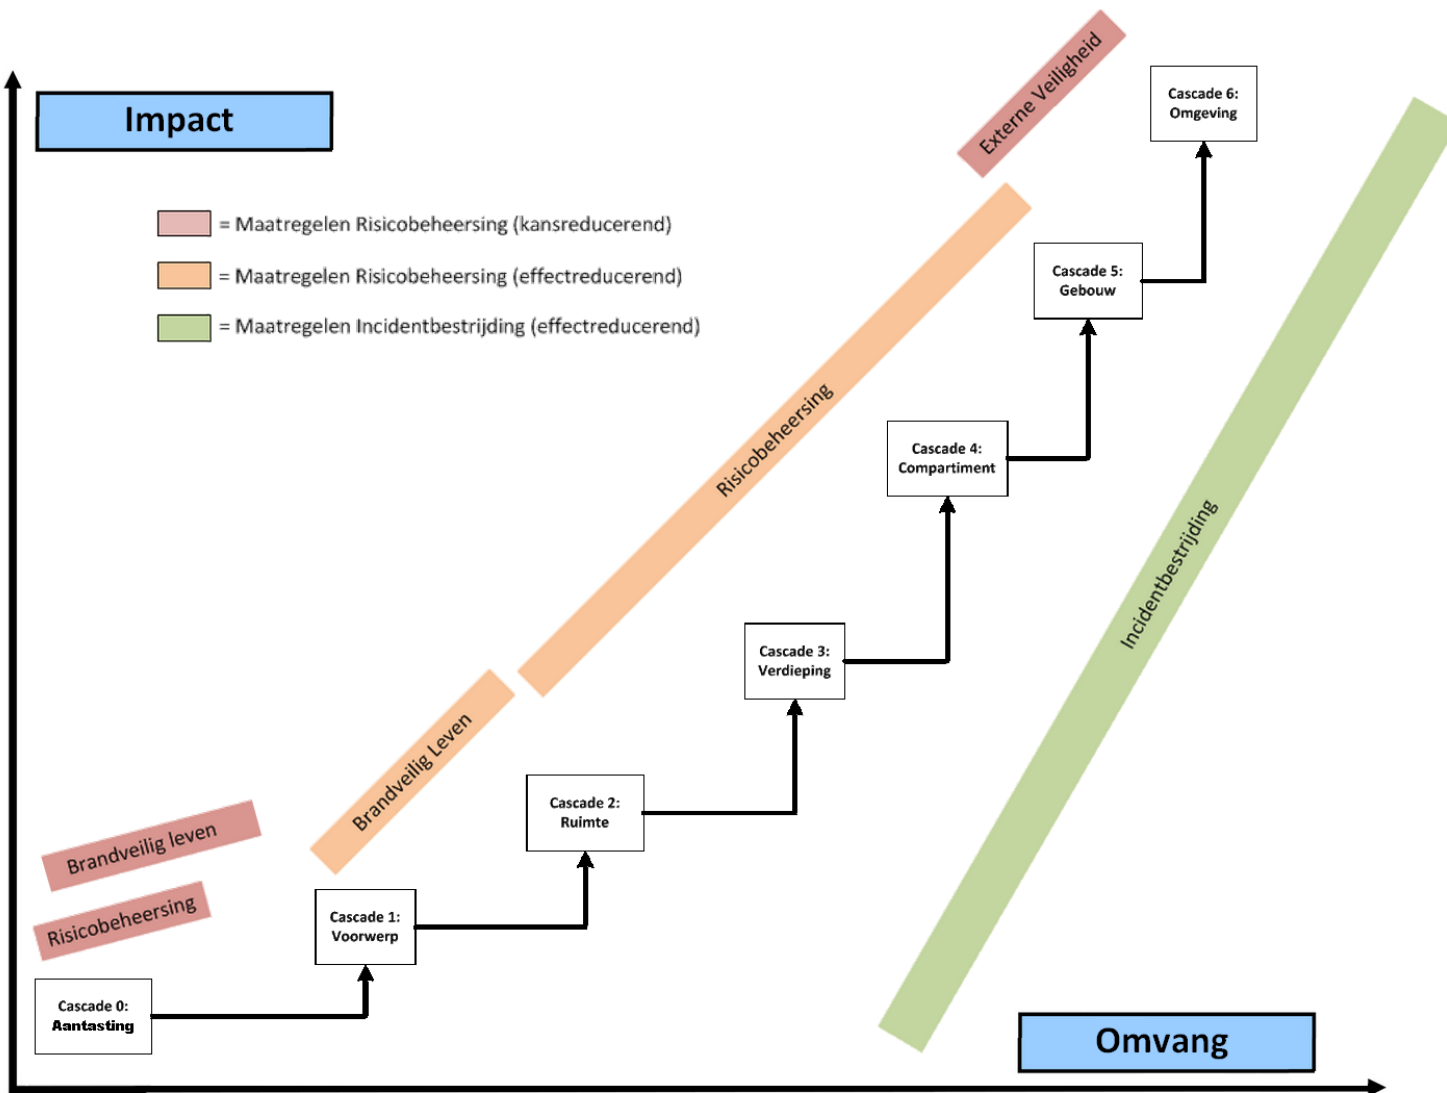 Impact
= Maatregelen Risicobeheersing (kansreducerend)
= Maatregelen Risicobeheersing (effectreducerend)
= Maatregelen Incidentbestrijding (effectreducerend)
Externe Veiligheid
Cascade 6:
Omgeving
Cascade 5:
Gebouw
Risicobeheersing
Cascade 4:
Compartiment
Incidentbestrijding
Cascade 3:
Verdieping
Brandveilig Leven
Cascade 2:
Ruimte
Brandveilig leven
Risicobeheersing
Cascade 1:
Voorwerp
Cascade 0:
Aantasting
Omvang